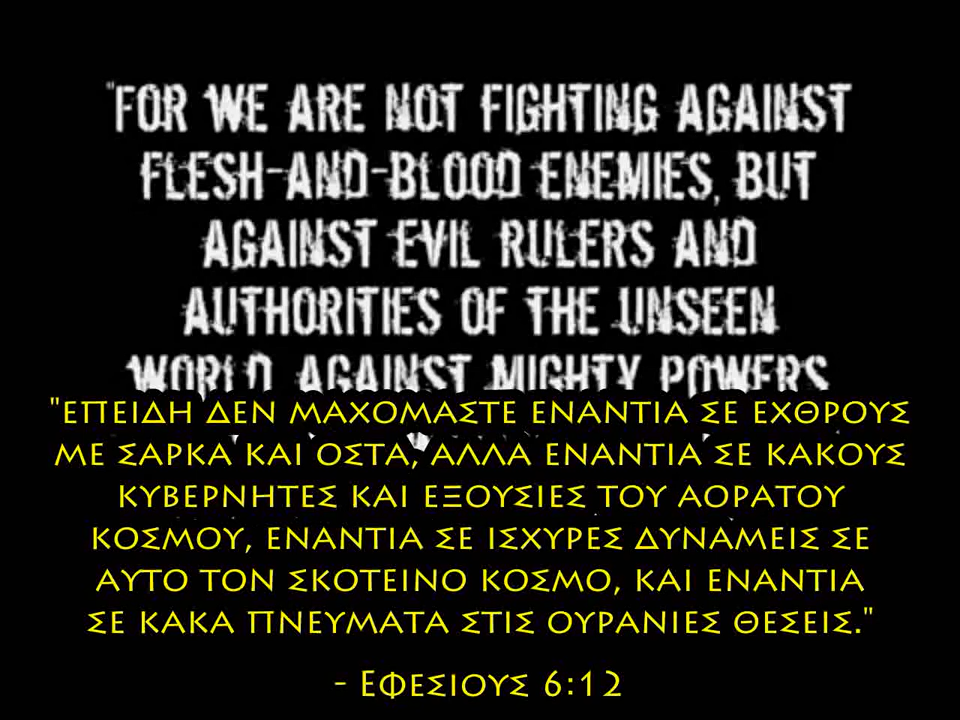 "FOR WE ARE NOT FIGHTING AGAINST
FLESH-AND-BLOOD ENEMIES, BUT
AGAINST EVIL RULERS AND
AUTHORITIES OF THE UNSEEN
WORLD, AGAINST MIGHTY POWERS
"ΕΠΕΙΔΗ ΔΕΝ ΜΑΧΟΜΑΣΤΕ ΕΝΑΝΤΙΑ ΣΕ ΕΧΘΡΟΥΣ
ΜΕ ΣΑΡΚΑ ΚΑΙ ΟΣΤΑ, ΑΛΛΑ ΕΝΑΝΤΙΑ ΣΕ ΚΑΚΟΥΣ
ΚΥΒΕΡΝΗΤΕΣ ΚΑΙ ΕΞΟΥΣΙΕΣ ΤΟΥ ΑΟΡΑΤΟΥ
ΚΟΣΜΟΥ, ΕΝΑΝΤΙΑ ΣΕ ΙΣΧΥΡΕΣ ΔΥΝΑΜΕΙΣ ΣΕ
ΑΥΤΟ ΤΟΝ ΣΚΟΤΕΙΝΟ ΚΟΣΜΟ, ΚΑΙ ΕΝΑΝΤΙΑ
ΣΕ ΚΑΚΑ ΠΝΕΥΜΑΤΑ ΣΤΙΣ ΟΥΡΑΝΙΕΣ ΘΕΣΕΙΣ."
- ΕΦΕΣΙΟΥΣ 6:12